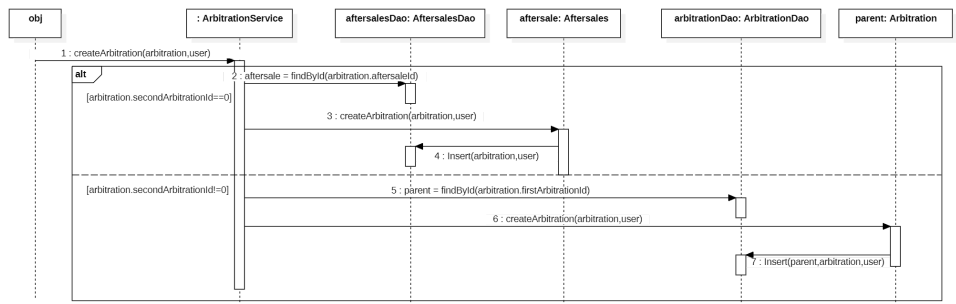 obj
: ArbitrationService
aftersalesDao: AftersalesDao
aftersale: Aftersales
arbitrationDao: ArbitrationDao
parent: Arbitration
1 : createArbitration(arbitration,user)
alt
2 : aftersale = findById(arbitration.aftersaleId)
[arbitration.secondArbitrationId==0]
3 : createArbitration(arbitration,user)
4 : Insert(arbitration,user)
[arbitration.secondArbitrationId!=0]
5 : parent = findById(arbitration.firstArbitrationId)
6 : createArbitration(arbitration,user)
7 : Insert(parent,arbitration,user)